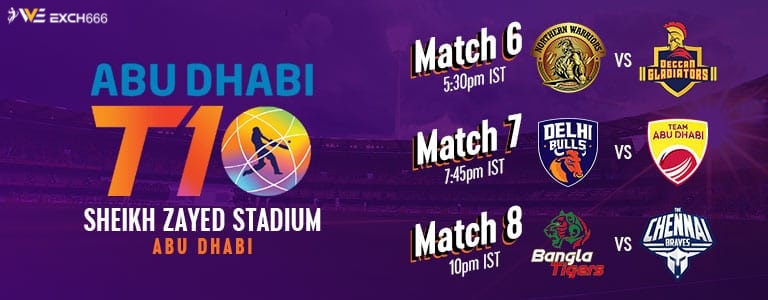 WE EXCH666
ABU DHABI
T10
SHEIKH ZAYED STADIUM
ABU DHABI
Match 6
5:30pm IST
NORTHERN WARRIORS
VS
DECCAN
GLADIATORS
Match 7
7:45pm IST
DELHI
BULLS
VS
TEAM
ABU DHABI
Match 8
10pm IST
Bangla
Tigers
VS
THE
CHENNAI
BRAVES